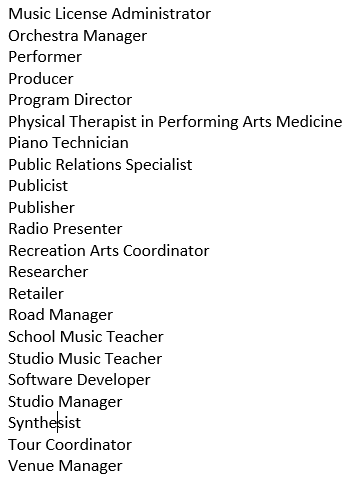 Music License Administrator
Orchestra Manager
Performer
Producer
Program Director
Physical Therapist in Performing Arts Medicine
Piano Technician
Public Relations Specialist
Publicist
Publisher
Radio Presenter
Recreation Arts Coordinator
Researcher
Retailer
Road Manager
School Music Teacher
Studio Music Teacher
Software Developer
Studio Manager
Synthesist
Tour Coordinator
Venue Manager